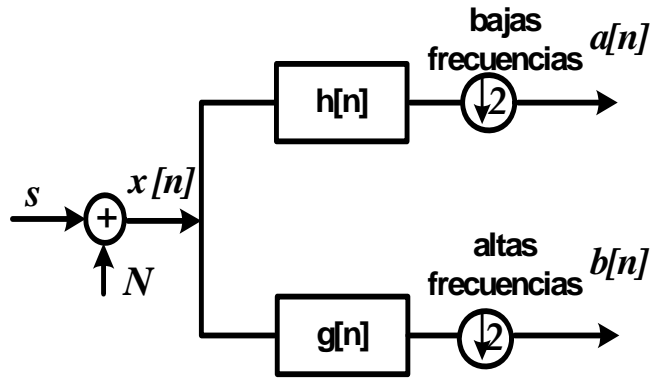 bajas
frecuencias
a[n]
h[n]
↓2
s
+
x[n]
N
altas
frecuencias
b[n]
g[n]
↓2